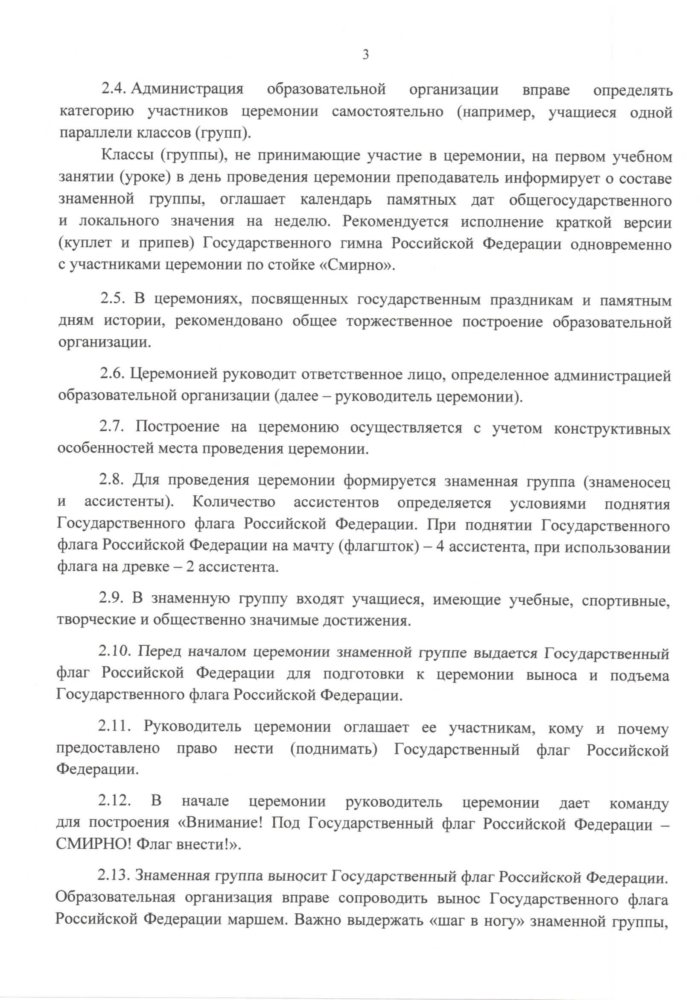 3
2.4. Администрация образовательной организации вправе определять
категорию участников церемонии самостоятельно (например, учащиеся одной
параллели классов (групп).
Классы (группы), не принимающие участие в церемонии, на первом учебном
занятии (уроке) в день проведения церемонии преподаватель информирует о составе
знаменной группы, оглашает календарь памятных дат общегосударственного
и локального значения на неделю. Рекомендуется исполнение краткой версии
(куплет и припев) Государственного гимна Российской Федерации одновременно
с участниками церемонии по стойке «Смирно».
2.5. В церемониях, посвященных государственным праздникам и памятным
дням истории, рекомендовано общее торжественное построение образовательной
организации.
2.6. Церемонией руководит ответственное лицо, определенное администрацией
образовательной организации (далее – руководитель церемонии).
2.7. Построение на церемонию осуществляется с учетом конструктивных
особенностей места проведения церемонии.
2.8. Для проведения церемонии формируется знаменная группа (знаменосец
и ассистенты). Количество ассистентов определяется условиями поднятия
Государственного флага Российской Федерации. При поднятии Государственного
флага Российской Федерации на мачту (флагшток) – 4 ассистента, при использовании
флага на древке – 2 ассистента.
2.9. В знаменную группу входят учащиеся, имеющие учебные, спортивные,
творческие и общественно значимые достижения.
2.10. Перед началом церемонии знаменной группе выдается Государственный
флаг Российской Федерации для подготовки к церемонии выноса и подъема
Государственного флага Российской Федерации.
2.11. Руководитель церемонии оглашает ее участникам, кому и почему
предоставлено право нести (поднимать) Государственный флаг Российской
Федерации.
2.12. В начале церемонии руководитель церемонии дает команду
для построения «Внимание! Под Государственный флаг Российской Федерации –
СМИРНО! Флаг внести!».
2.13. Знаменная группа выносит Государственный флаг Российской Федерации.
Образовательная организация вправе сопроводить вынос Государственного флага
Российской Федерации маршем. Важно выдержать «шаг в ногу» знаменной группы,